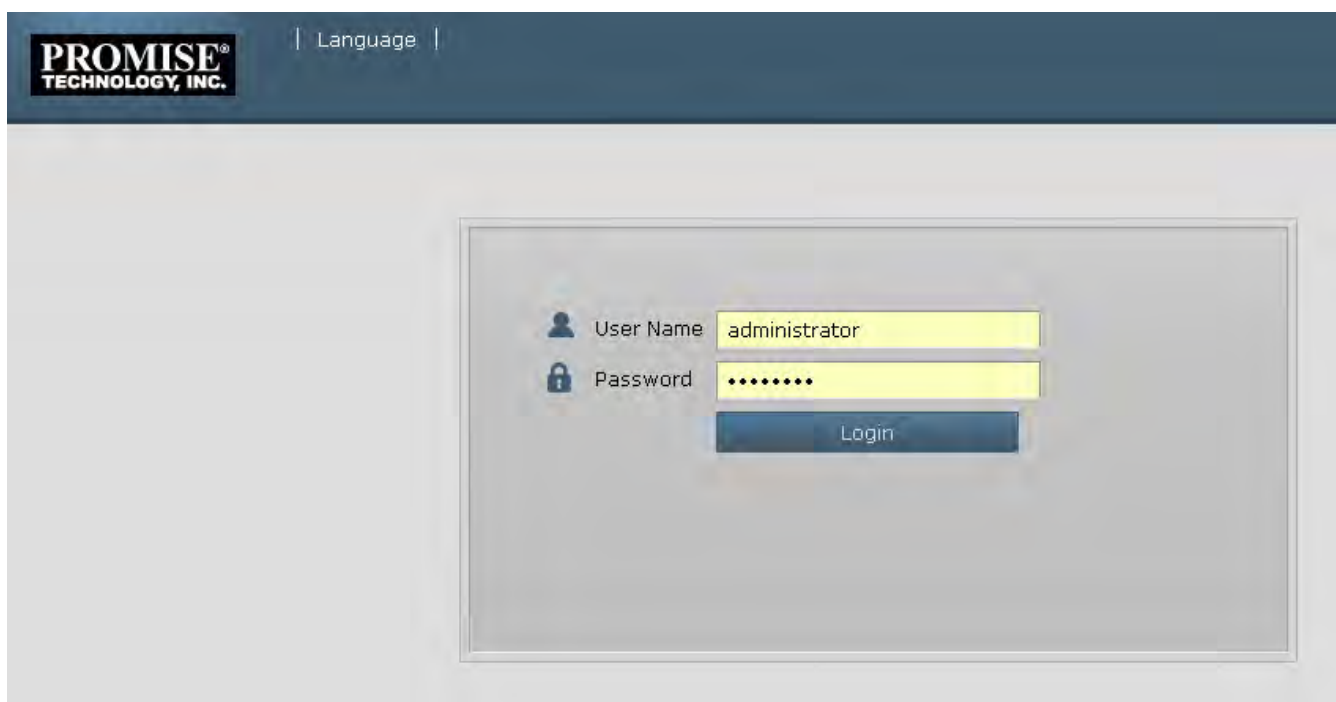 PROMISE®
TECHNOLOGY, INC.
| Language |
User Name administrator
Password ••••••••
Login